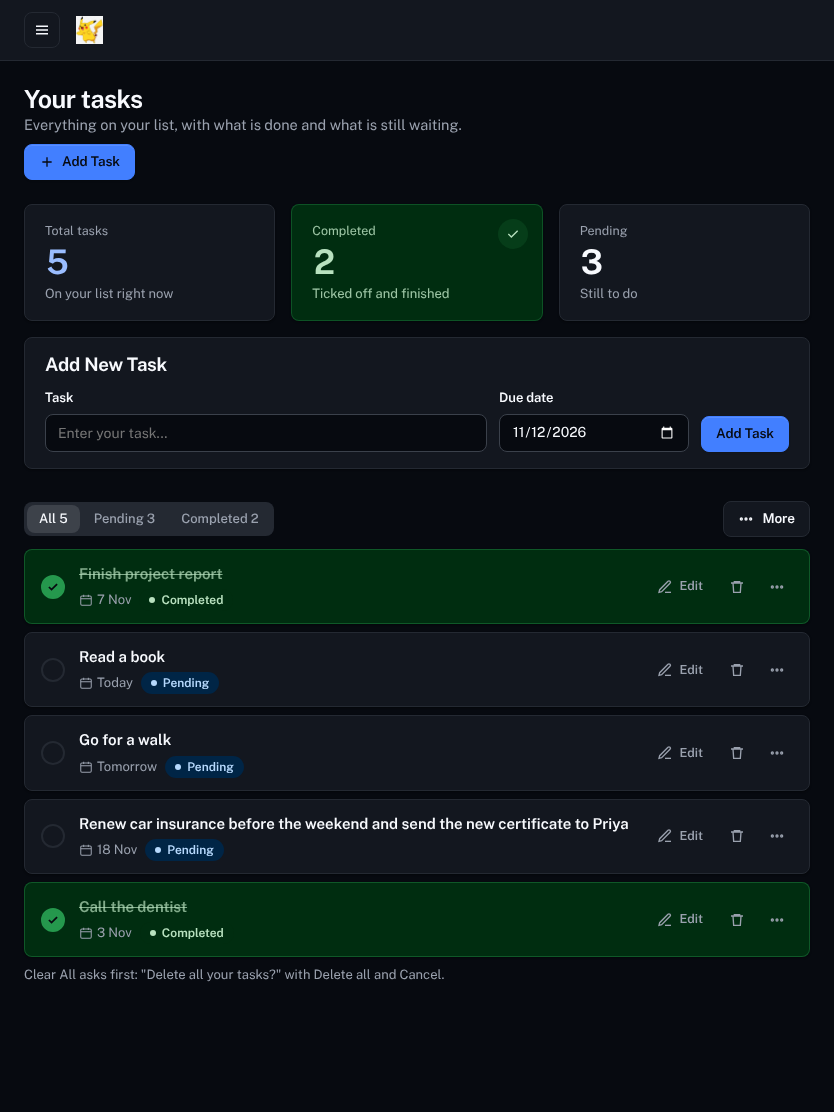 Your tasks
Everything on your list, with what is done and what is still waiting.
Add Task
Total tasks
5
On your list right now
Completed
2
Ticked off and finished
Pending
3
Still to do
Add New Task
Task
Due date
Enter your task...
11/12/2026
Add Task
All 5
Pending 3
Completed 2
More
Finish project report
7 Nov
Completed
Edit
Read a book
Today
Pending
Edit
Go for a walk
Tomorrow
Pending
Edit
Renew car insurance before the weekend and send the new certificate to Priya
18 Nov
Pending
Edit
Call the dentist
3 Nov
Completed
Edit
Clear All asks first: "Delete all your tasks?" with Delete all and Cancel.